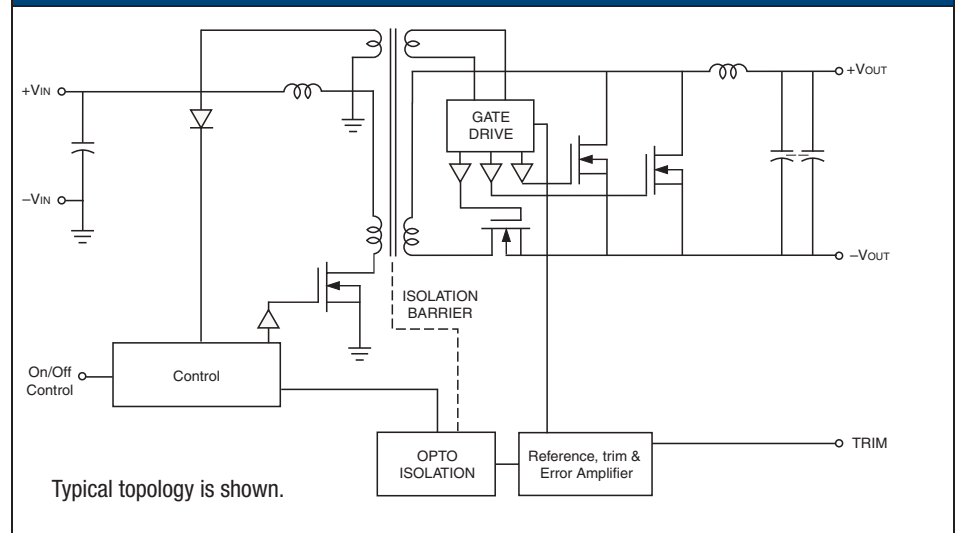 +VIN
−VIN
GATE
DRIVE
+VOUT
−VOUT
ISOLATION
BARRIER
On/Off
Control
Control
OPTO
ISOLATION
Reference, trim &
Error Amplifier
TRIM
Typical topology is shown.